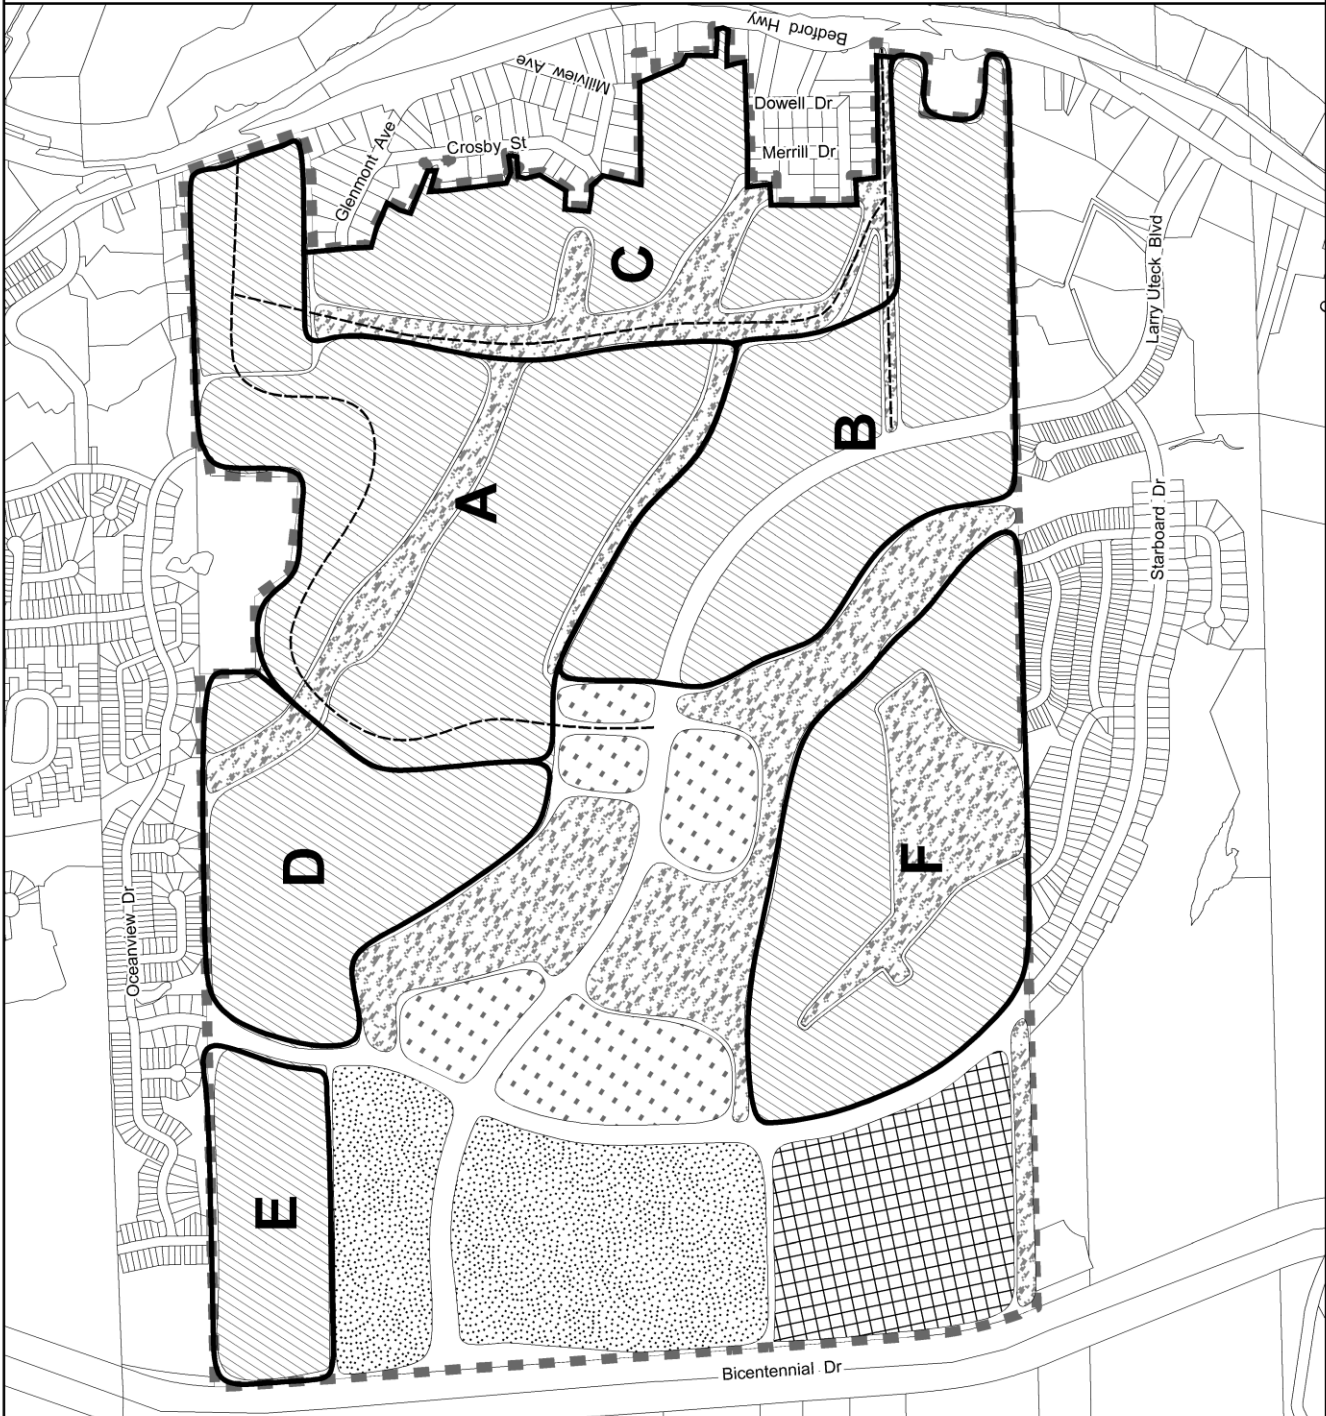 Bedford Hwy
Millview Ave
Dowell Dr
Glenmont Ave
Crosby St
Merrill Dr
C
Larry Uteck Blvd
B
A
Starboard Dr
D
F
Oceanview Dr
E
Bicentennial Dr